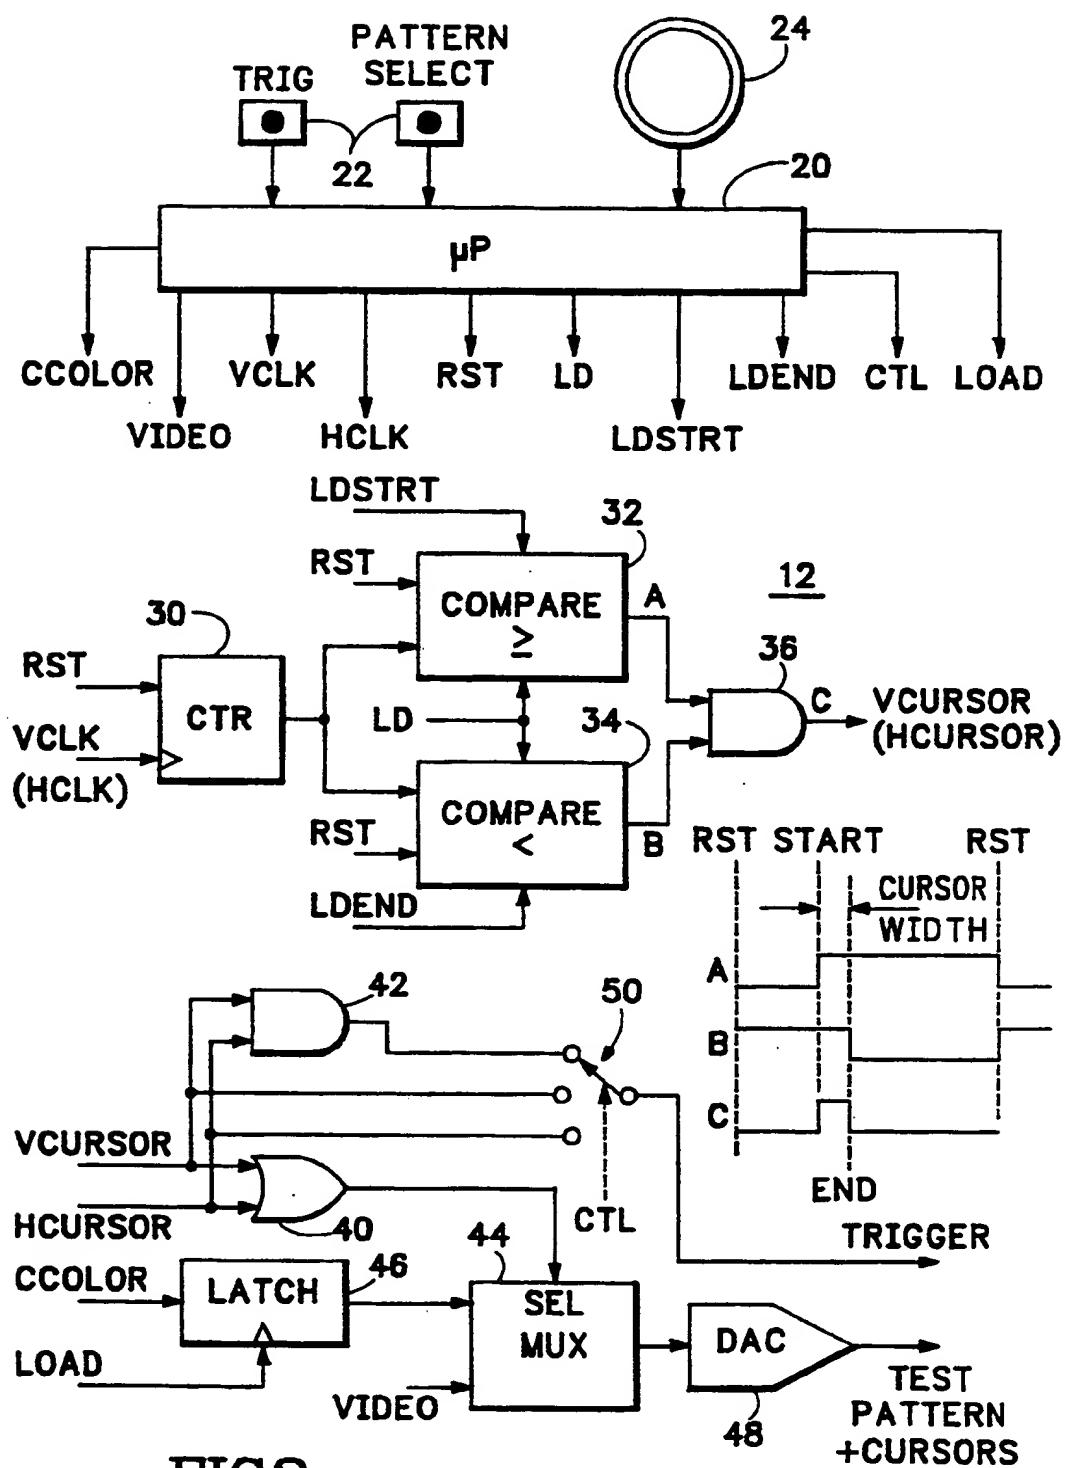 PATTERN
SELECT
TRIG
24
22
20
µP
CCOLOR
VCLK
RST
LD
LDEND
CTL
LOAD
VIDEO
HCLK
LDSTRT
LDSTRT
32
RST
COMPARE
≥
A
12
30
RST
CTR
VCLK
(HCLK)
LD
34
36
C
VCURSOR
(HCURSOR)
COMPARE
<
RST
B
LDEND
RST START RST
CURSOR
WIDTH
A
B
C
END
42
50
VCURSOR
HCURSOR
40
CTL
TRIGGER
CCOLOR
LATCH
46
44
SEL
MUX
LOAD
VIDEO
DAC
48
TEST
PATTERN
+CURSORS